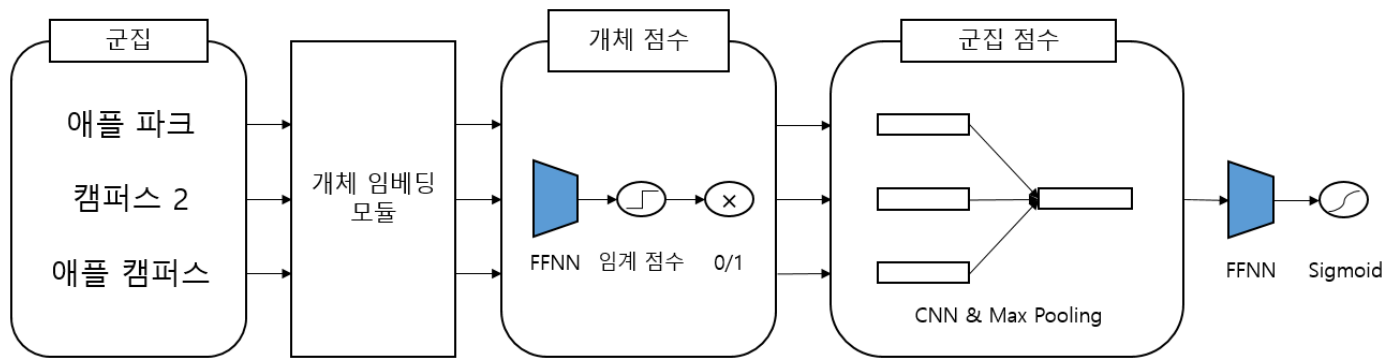 군집
애플 파크
캠퍼스 2
애플 캠퍼스
개체 임베딩
모듈
개체 점수
FFNN
임계 점수
×
0/1
군집 점수
CNN & Max Pooling
FFNN
Sigmoid